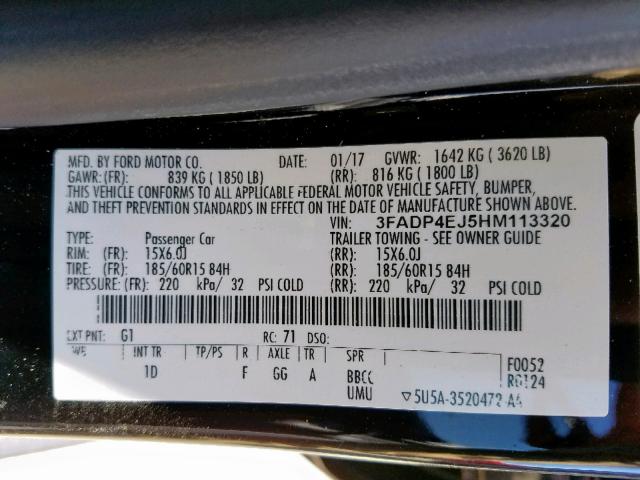 MFD. BY FORD MOTOR CO. DATE: 01/17 GVWR: 1642 KG ( 3620 LB)
GAWR: (FR): 839 KG ( 1850 LB) (RR): 816 KG ( 1800 LB)
THIS VEHICLE CONFORMS TO ALL APPLICABLE FEDERAL MOTOR VEHICLE SAFETY, BUMPER,
AND THEFT PREVENTION STANDARDS IN EFFECT ON THE DATE OF MANUFACTURE SHOWN ABOVE.
VIN: 3FADP4EJ5HM113320
TYPE: Passenger Car TRAILER TOWING - SEE OWNER GUIDE
RIM: (FR): 15X6.0J (RR): 15X6.0J
TIRE: (FR): 185/60R15 84H (RR): 185/60R15 84H
PRESSURE: (FR): 220 kPa/ 32 PSI COLD (RR): 220 kPa/ 32 PSI COLD
EXT PNT: G1 RC: 71 DSO:
WB INT TR TP/PS R AXLE TR SPR F0052
1D F GG A BBCC R0124
UMU ▽5U5A-3520472-AA